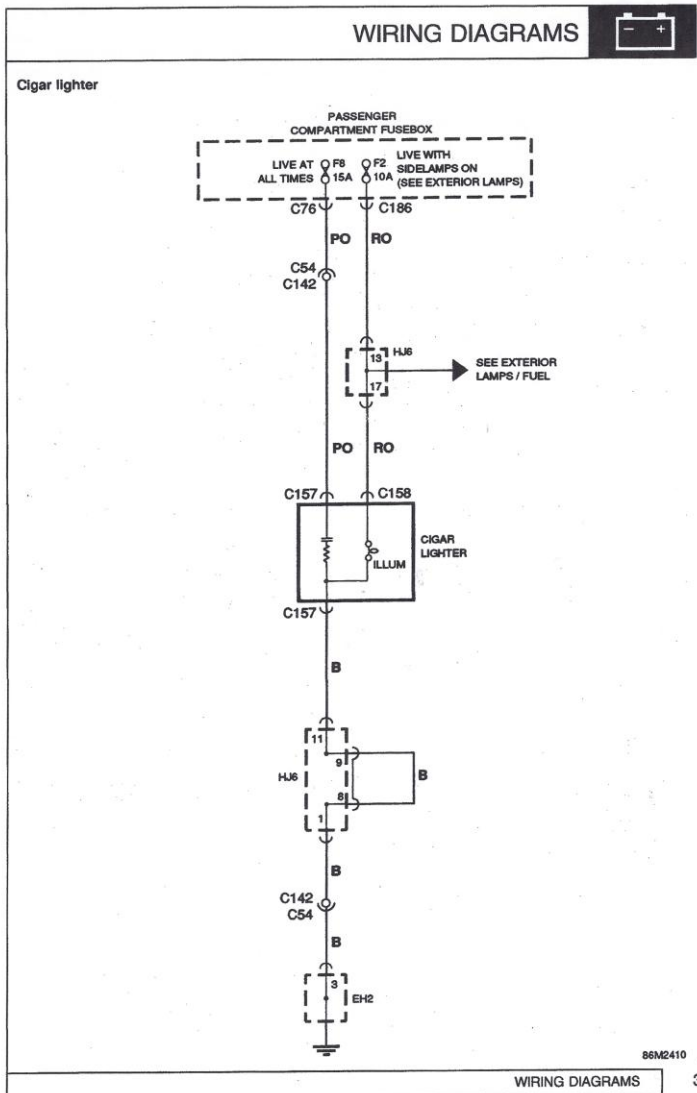 WIRING DIAGRAMS
- +
Cigar lighter
PASSENGER
COMPARTMENT FUSEBOX
LIVE AT
ALL TIMES
F8
15A
F2
10A
LIVE WITH
SIDELAMPS ON
(SEE EXTERIOR LAMPS)
C76
C186
PO
RO
C54
C142
13
HJ6
17
SEE EXTERIOR
LAMPS / FUEL
PO
RO
C157
C158
CIGAR
LIGHTER
ILLUM
C157
B
11
9
HJ6
B
8
1
B
C142
C54
B
3
EH2
86M2410
WIRING DIAGRAMS